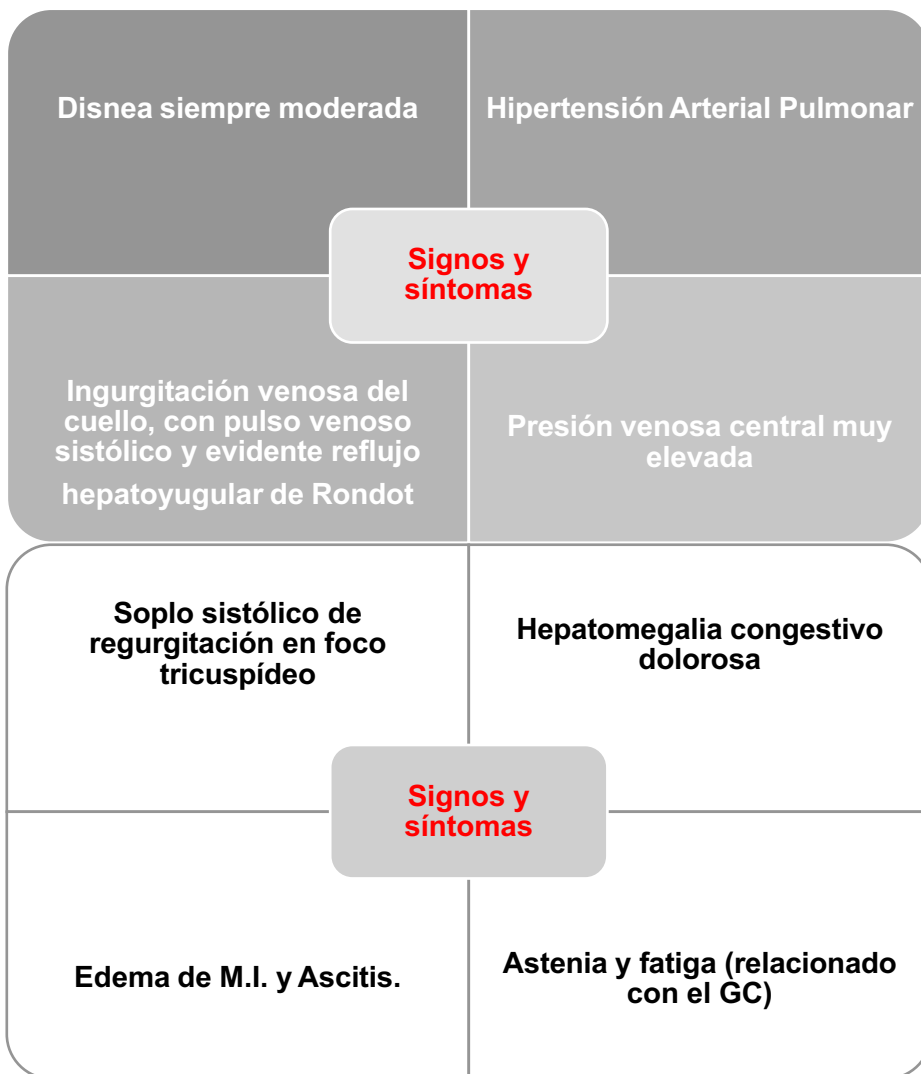 Disnea siempre moderada
Hipertensión Arterial Pulmonar
Signos y
síntomas
Ingurgitación venosa del
cuello, con pulso venoso
sistólico y evidente reflujo
hepatoyugular de Rondot
Presión venosa central muy
elevada
Soplo sistólico de
regurgitación en foco
tricuspídeo
Hepatomegalia congestivo
dolorosa
Signos y
síntomas
Edema de M.I. y Ascitis.
Astenia y fatiga (relacionado
con el GC)